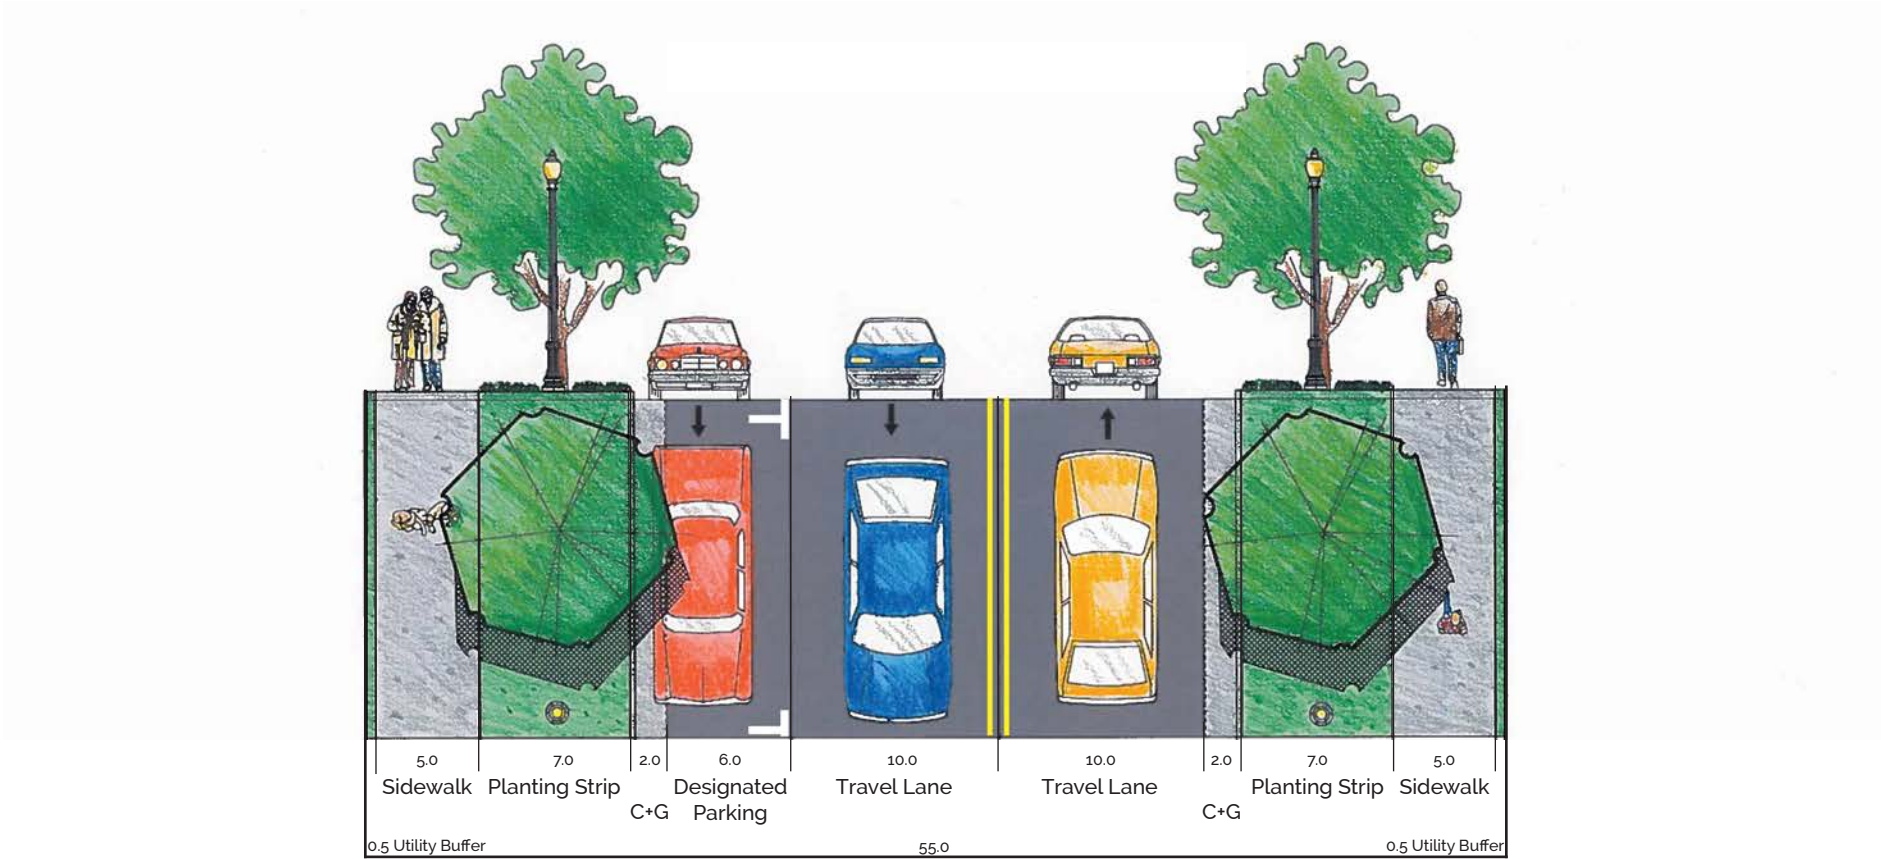 5.0 7.0 2.0 6.0 10.0 10.0 2.0 7.0 5.0
Sidewalk Planting Strip Designated Travel Lane Travel Lane Planting Strip Sidewalk
C+G Parking C+G
0.5 Utility Buffer 55.0 0.5 Utility Buffer